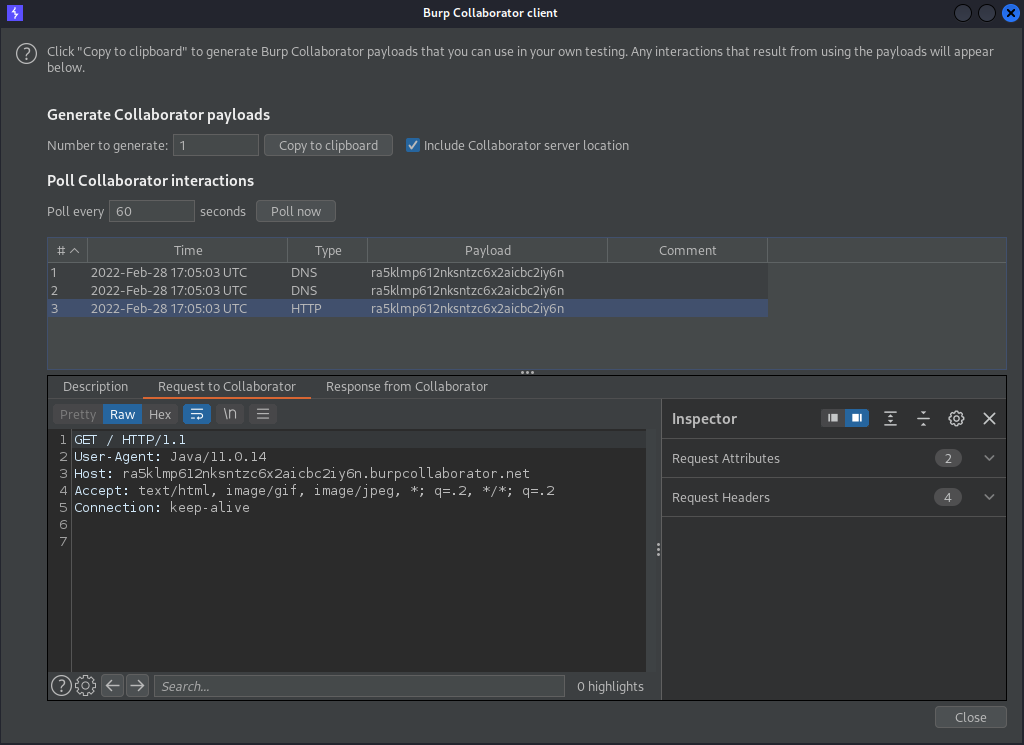 Burp Collaborator client
Click "Copy to clipboard" to generate Burp Collaborator payloads that you can use in your own testing. Any interactions that result from using the payloads will appear
below.
Generate Collaborator payloads
Number to generate: 1 Copy to clipboard Include Collaborator server location
Poll Collaborator interactions
Poll every 60 seconds Poll now
# Time Type Payload Comment
1 2022-Feb-28 17:05:03 UTC DNS ra5klmp612nksntzc6x2aicbc2iy6n
2 2022-Feb-28 17:05:03 UTC DNS ra5klmp612nksntzc6x2aicbc2iy6n
3 2022-Feb-28 17:05:03 UTC HTTP ra5klmp612nksntzc6x2aicbc2iy6n
Description Request to Collaborator Response from Collaborator
Pretty Raw Hex \n
1 GET / HTTP/1.1
2 User-Agent: Java/11.0.14
3 Host: ra5klmp612nksntzc6x2aicbc2iy6n.burpcollaborator.net
4 Accept: text/html, image/gif, image/jpeg, *; q=.2, */*; q=.2
5 Connection: keep-alive
6
7
Inspector
Request Attributes 2
Request Headers 4
? Search... 0 highlights
Close